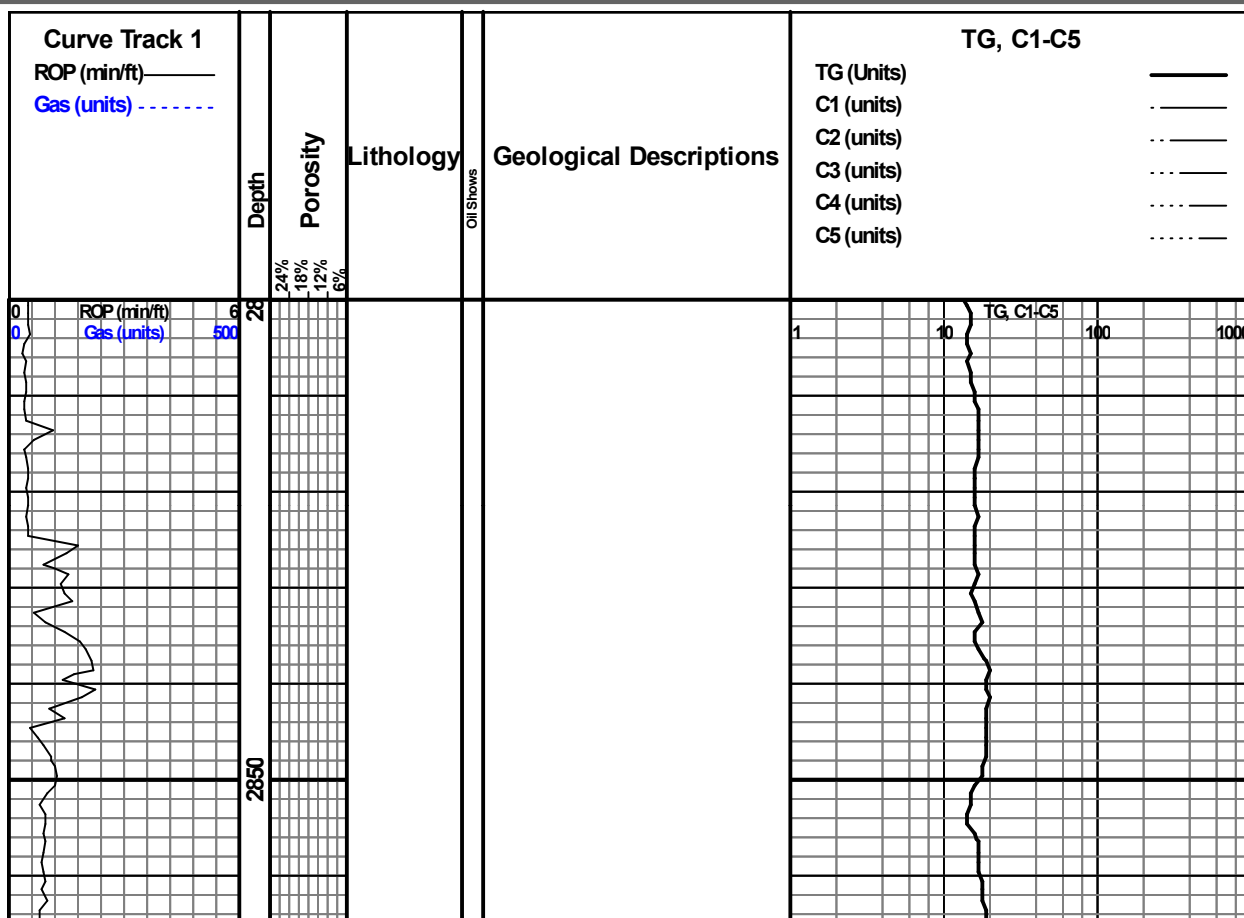 Curve Track 1
ROP (min/ft)
Gas (units)
Depth
Porosity
24%
18%
12%
6%
Lithology
Oil Shows
Geological Descriptions
TG, C1-C5
TG (Units)
C1 (units)
C2 (units)
C3 (units)
C4 (units)
C5 (units)
0 ROP (min/ft) 6
0 Gas (units) 500
28
TG, C1-C5
1 10 100 1000
2850